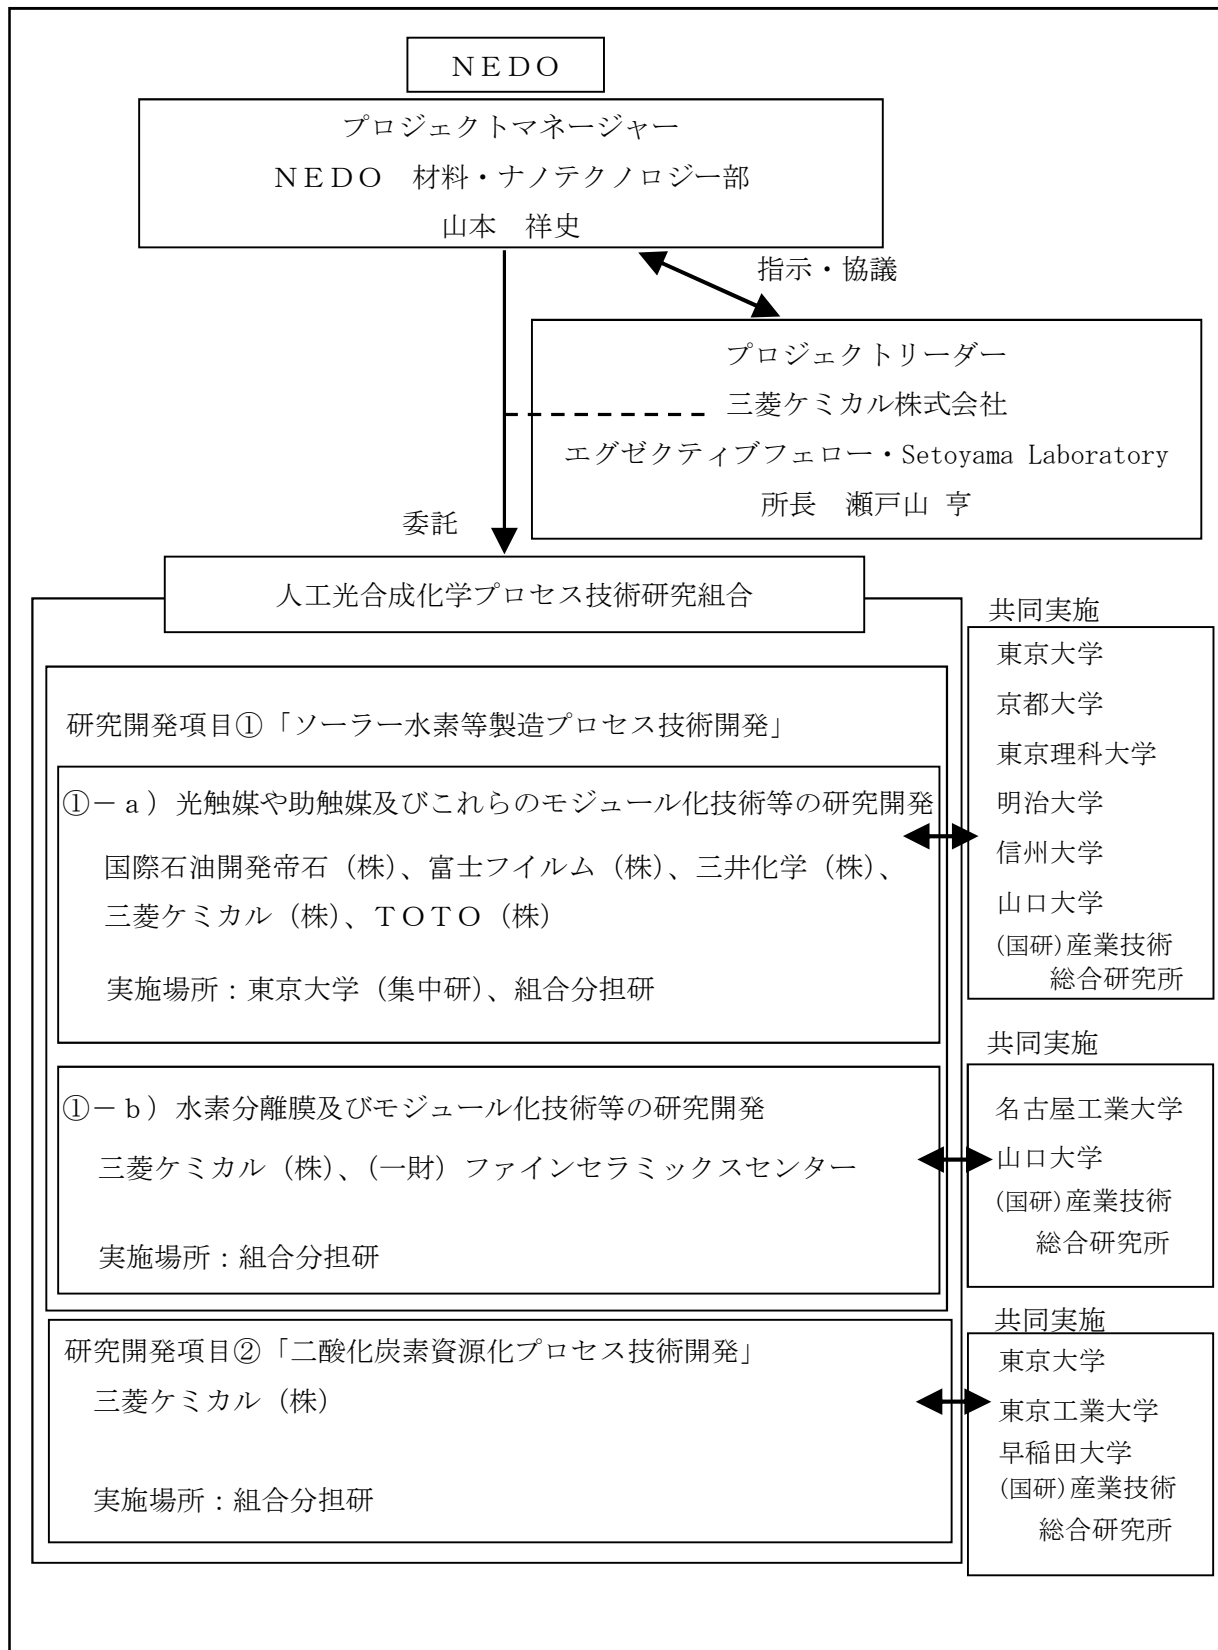 ＮＥＤＯ
プロジェクトマネージャー
ＮＥＤＯ　材料・ナノテクノロジー部
山本　祥史
指示・協議
プロジェクトリーダー
三菱ケミカル株式会社
エグゼクティブフェロー・Setoyama Laboratory
所長　瀬戸山 亨
委託
人工光合成化学プロセス技術研究組合
研究開発項目①「ソーラー水素等製造プロセス技術開発」
①－ａ）光触媒や助触媒及びこれらのモジュール化技術等の研究開発
国際石油開発帝石（株）、富士フイルム（株）、三井化学（株）、
三菱ケミカル（株）、ＴＯＴＯ（株）
実施場所：東京大学（集中研）、組合分担研
共同実施
東京大学
京都大学
東京理科大学
明治大学
信州大学
山口大学
(国研)産業技術
総合研究所
①－ｂ）水素分離膜及びモジュール化技術等の研究開発
三菱ケミカル（株）、（一財）ファインセラミックスセンター
実施場所：組合分担研
共同実施
名古屋工業大学
山口大学
(国研)産業技術
総合研究所
研究開発項目②「二酸化炭素資源化プロセス技術開発」
三菱ケミカル（株）
実施場所：組合分担研
共同実施
東京大学
東京工業大学
早稲田大学
(国研)産業技術
総合研究所